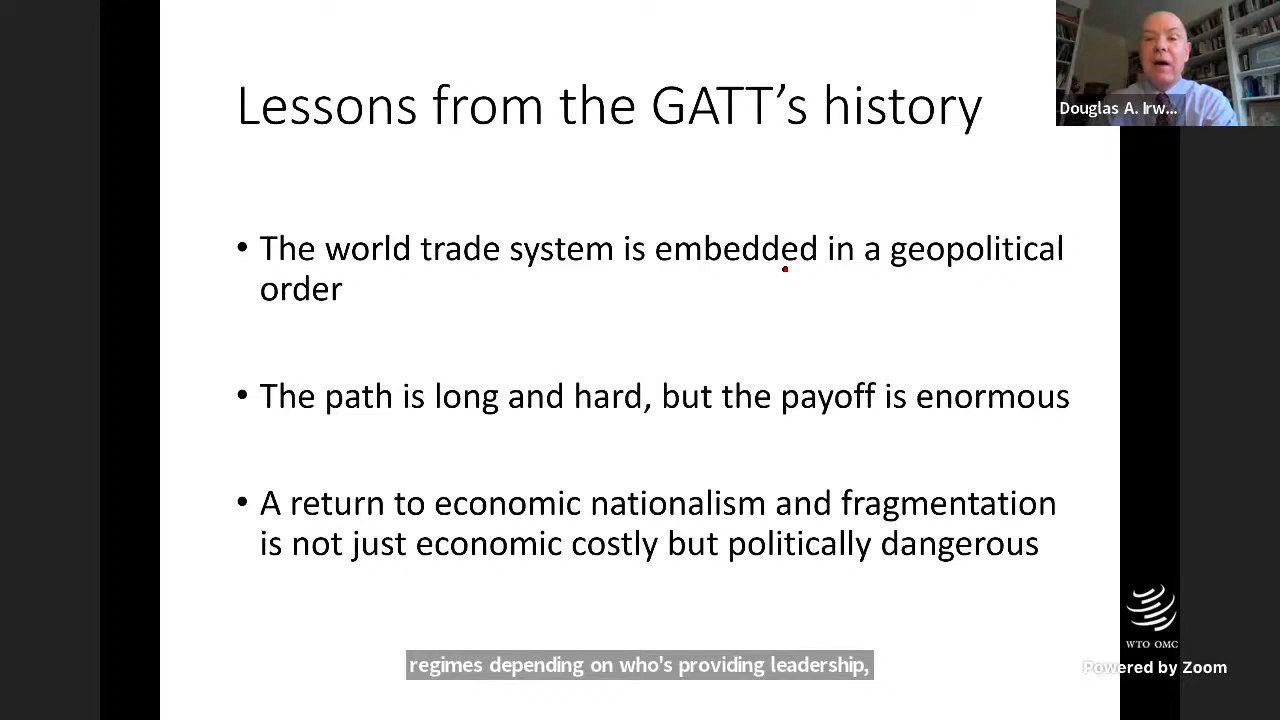 Lessons from the GATT’s history
Douglas A. Irw...
• The world trade system is embedded in a geopolitical
order
• The path is long and hard, but the payoff is enormous
• A return to economic nationalism and fragmentation
is not just economic costly but politically dangerous
WTO OMC
regimes depending on who's providing leadership,
Powered by Zoom